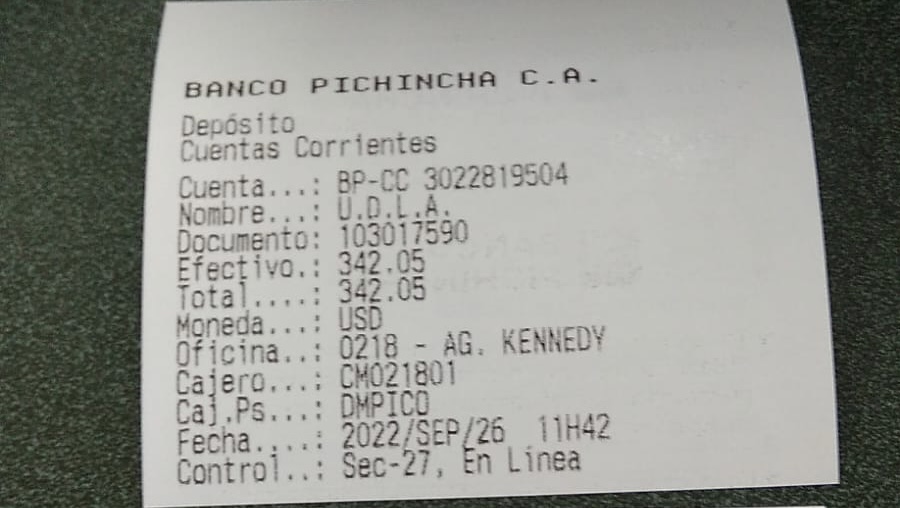 BANCO PICHINCHA C.A.
Depósito
Cuentas Corrientes
Cuenta...: BP-CC 3022819504
Nombre...: U.D.L.A.
Documento: 103017590
Efectivo.: 342.05
Total....: 342.05
Moneda...: USD
Oficina..: 0218 - AG. KENNEDY
Cajero...: CM021801
Caj.Ps...: DMPICO
Fecha....: 2022/SEP/26 11H42
Control..: Sec-27, En Línea